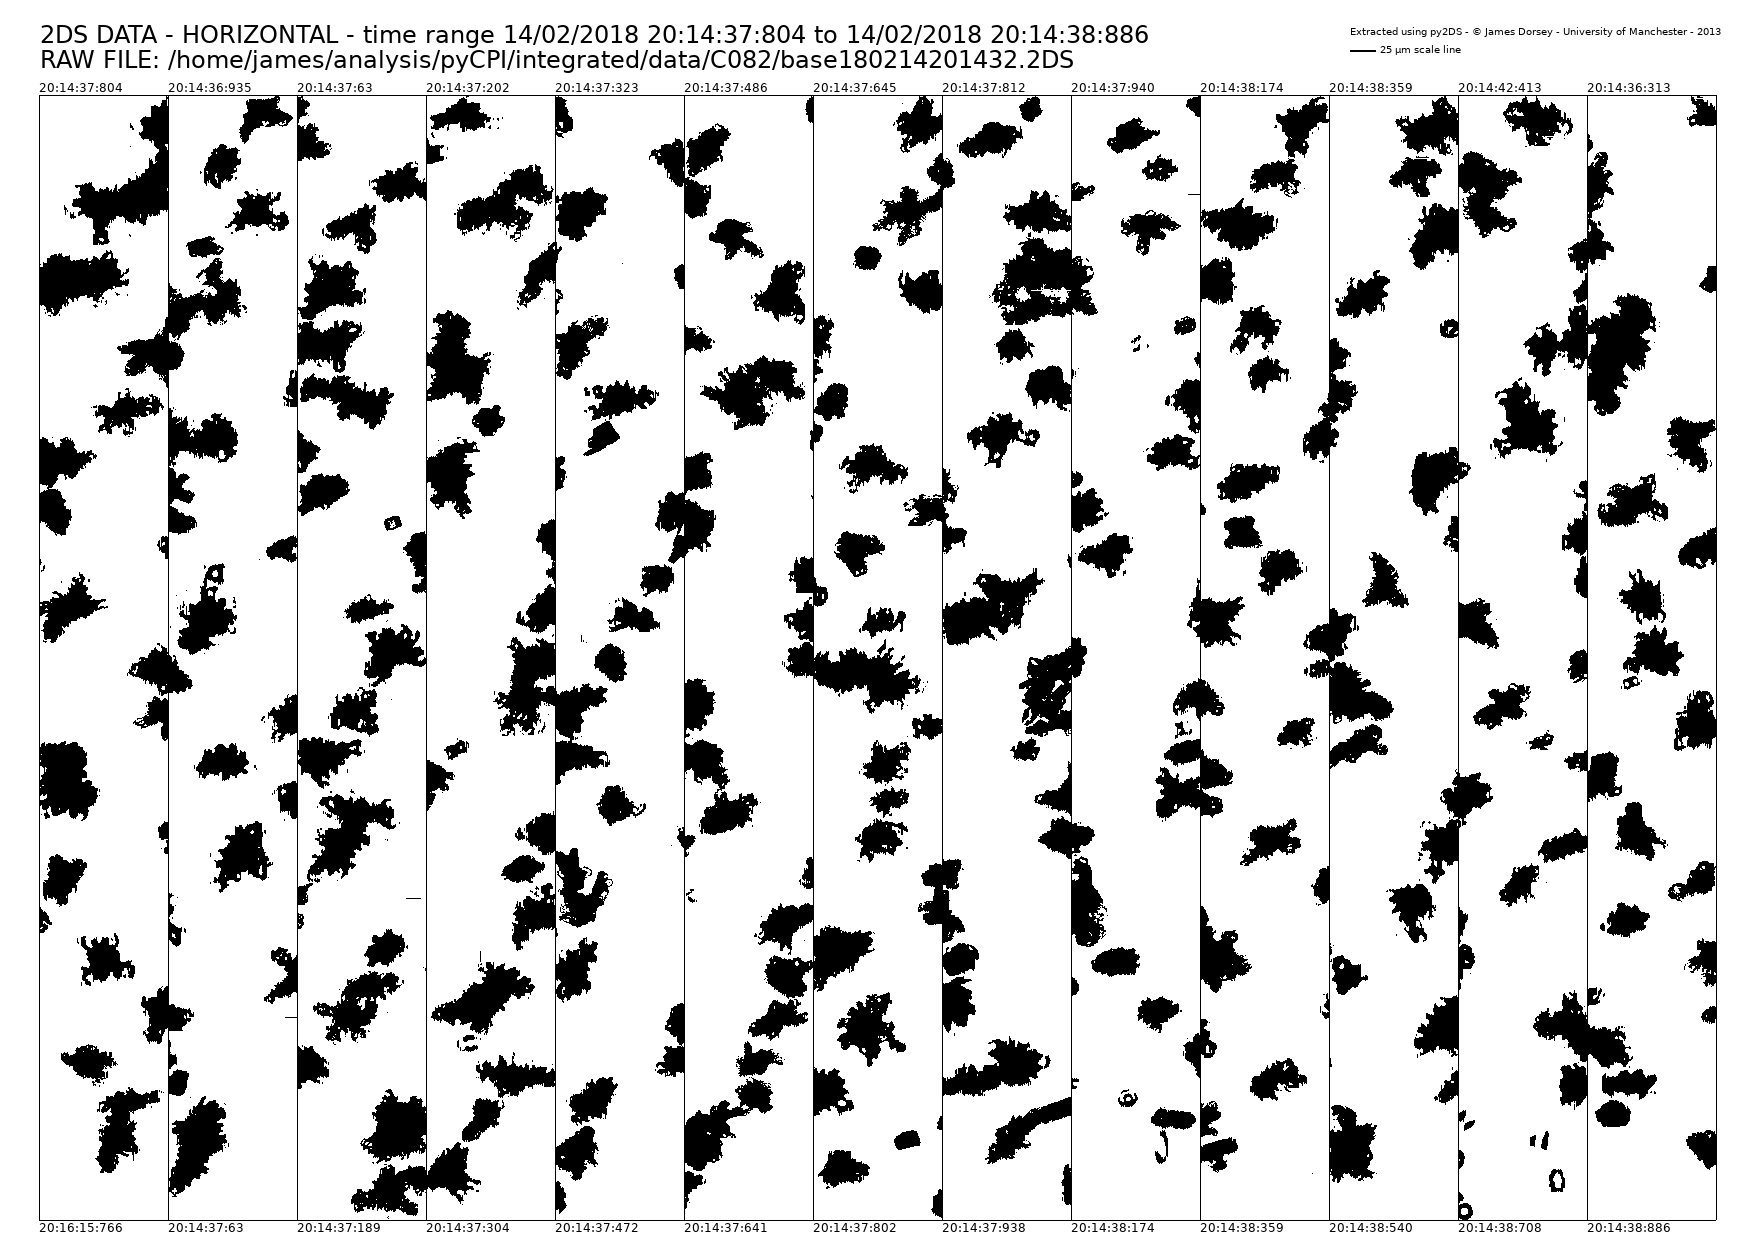 2DS DATA - HORIZONTAL - time range 14/02/2018 20:14:37:804 to 14/02/2018 20:14:38:886
RAW FILE: /home/james/analysis/pyCPI/integrated/data/C082/base180214201432.2DS
Extracted using py2DS - © James Dorsey - University of Manchester - 2013
25 µm scale line
20:14:37:804 20:14:36:935 20:14:37:63 20:14:37:202 20:14:37:323 20:14:37:486 20:14:37:645 20:14:37:812 20:14:37:940 20:14:38:174 20:14:38:359 20:14:42:413 20:14:36:313
20:16:15:766 20:14:37:63 20:14:37:189 20:14:37:304 20:14:37:472 20:14:37:641 20:14:37:802 20:14:37:938 20:14:38:174 20:14:38:359 20:14:38:540 20:14:38:708 20:14:38:886